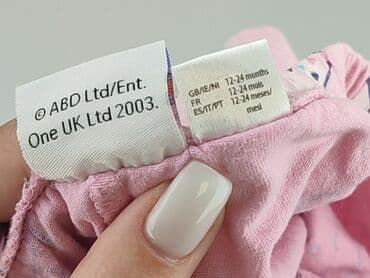 © ABD Ltd/Ent.
One UK Ltd 2003.
GB/IE/NI 12-24 months
FR 12-24 mois
ES/IT/PT 12-24 meses/
mesi